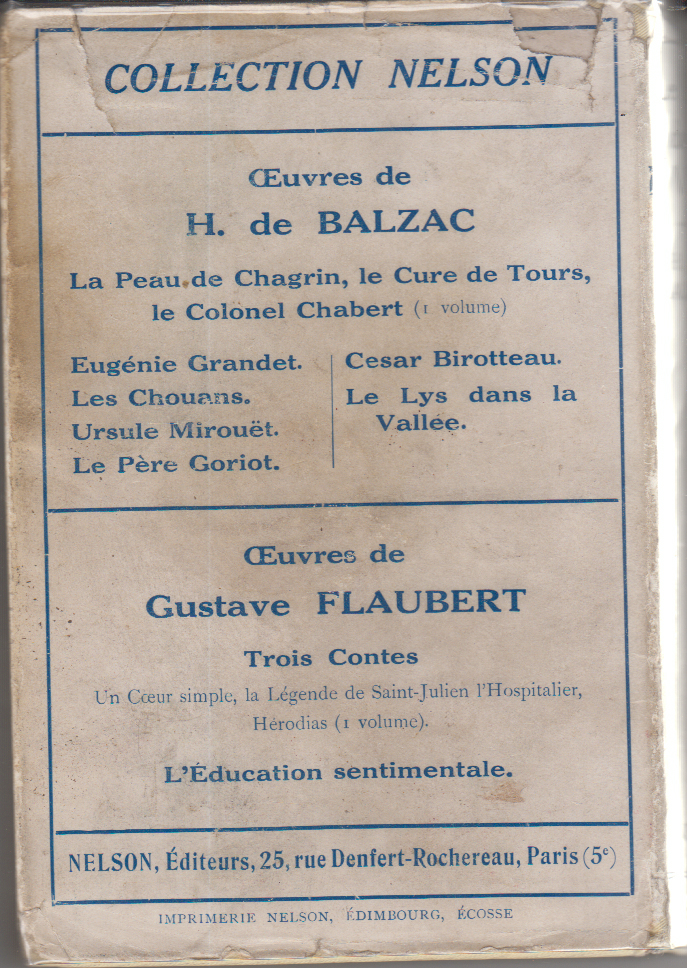 COLLECTION NELSON
Œuvres de
H. de BALZAC
La Peau de Chagrin, le Cure de Tours,
le Colonel Chabert (1 volume)
Eugénie Grandet.
Les Chouans.
Ursule Mirouët.
Le Père Goriot.
Cesar Birotteau.
Le Lys dans la
Vallée.
Œuvres de
Gustave FLAUBERT
Trois Contes
Un Cœur simple, la Légende de Saint-Julien l'Hospitalier,
Hérodias (1 volume).
L'Éducation sentimentale.
NELSON, Éditeurs, 25, rue Denfert-Rochereau, Paris (5e)
IMPRIMERIE NELSON, ÉDIMBOURG, ÉCOSSE